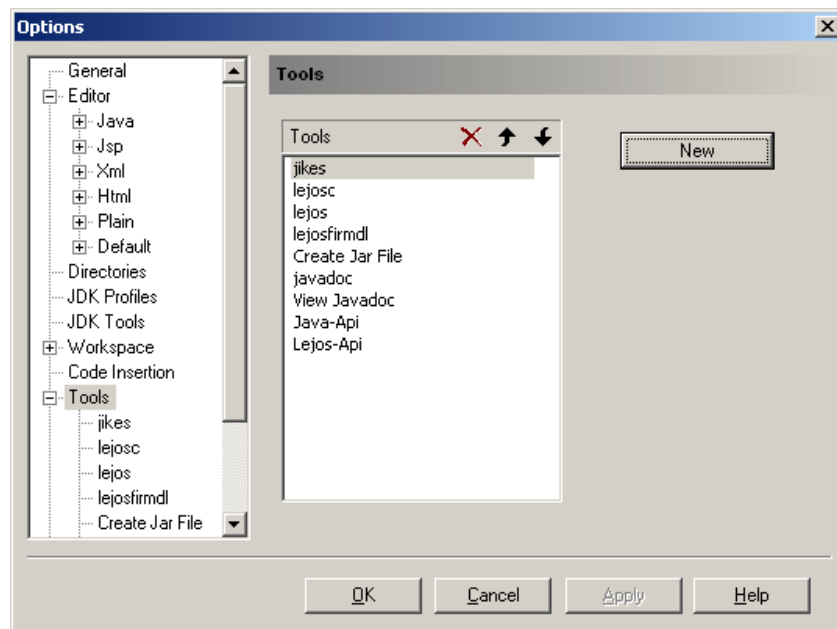 Options
General
Editor
Java
Jsp
Xml
Html
Plain
Default
Directories
JDK Profiles
JDK Tools
Workspace
Code Insertion
Tools
jikes
lejosc
lejos
lejosfirmdl
Create Jar File
Tools
Tools
jikes
lejosc
lejos
lejosfirmdl
Create Jar File
javadoc
View Javadoc
Java-Api
Lejos-Api
New
OK
Cancel
Apply
Help